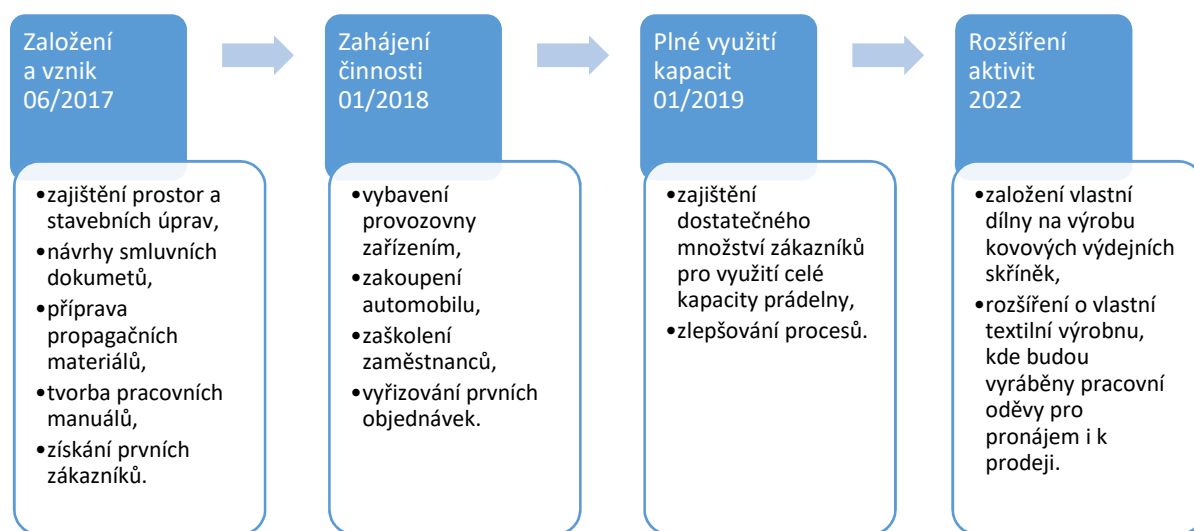 Založení
a vznik
06/2017
•zajištění prostor a
stavebních úprav,
•návrhy smluvních
dokumetů,
•příprava
propagačních
materiálů,
•tvorba pracovních
manuálů,
•získání prvních
zákazníků.
Zahájení
činnosti
01/2018
•vybavení
provozovny
zařízením,
•zakoupení
automobilu,
•zaškolení
zaměstnanců,
•vyřizování prvních
objednávek.
Plné využití
kapacit
01/2019
•zajištění
dostatečného
množství zákazníků
pro využití celé
kapacity prádelny,
•zlepšování procesů.
Rozšíření
aktivit
2022
•založení vlastní
dílny na výrobu
kovových výdejních
skříněk,
•rozšíření o vlastní
textilní výrobnu,
kde budou
vyráběny pracovní
oděvy pro
pronájem i k
prodeji.